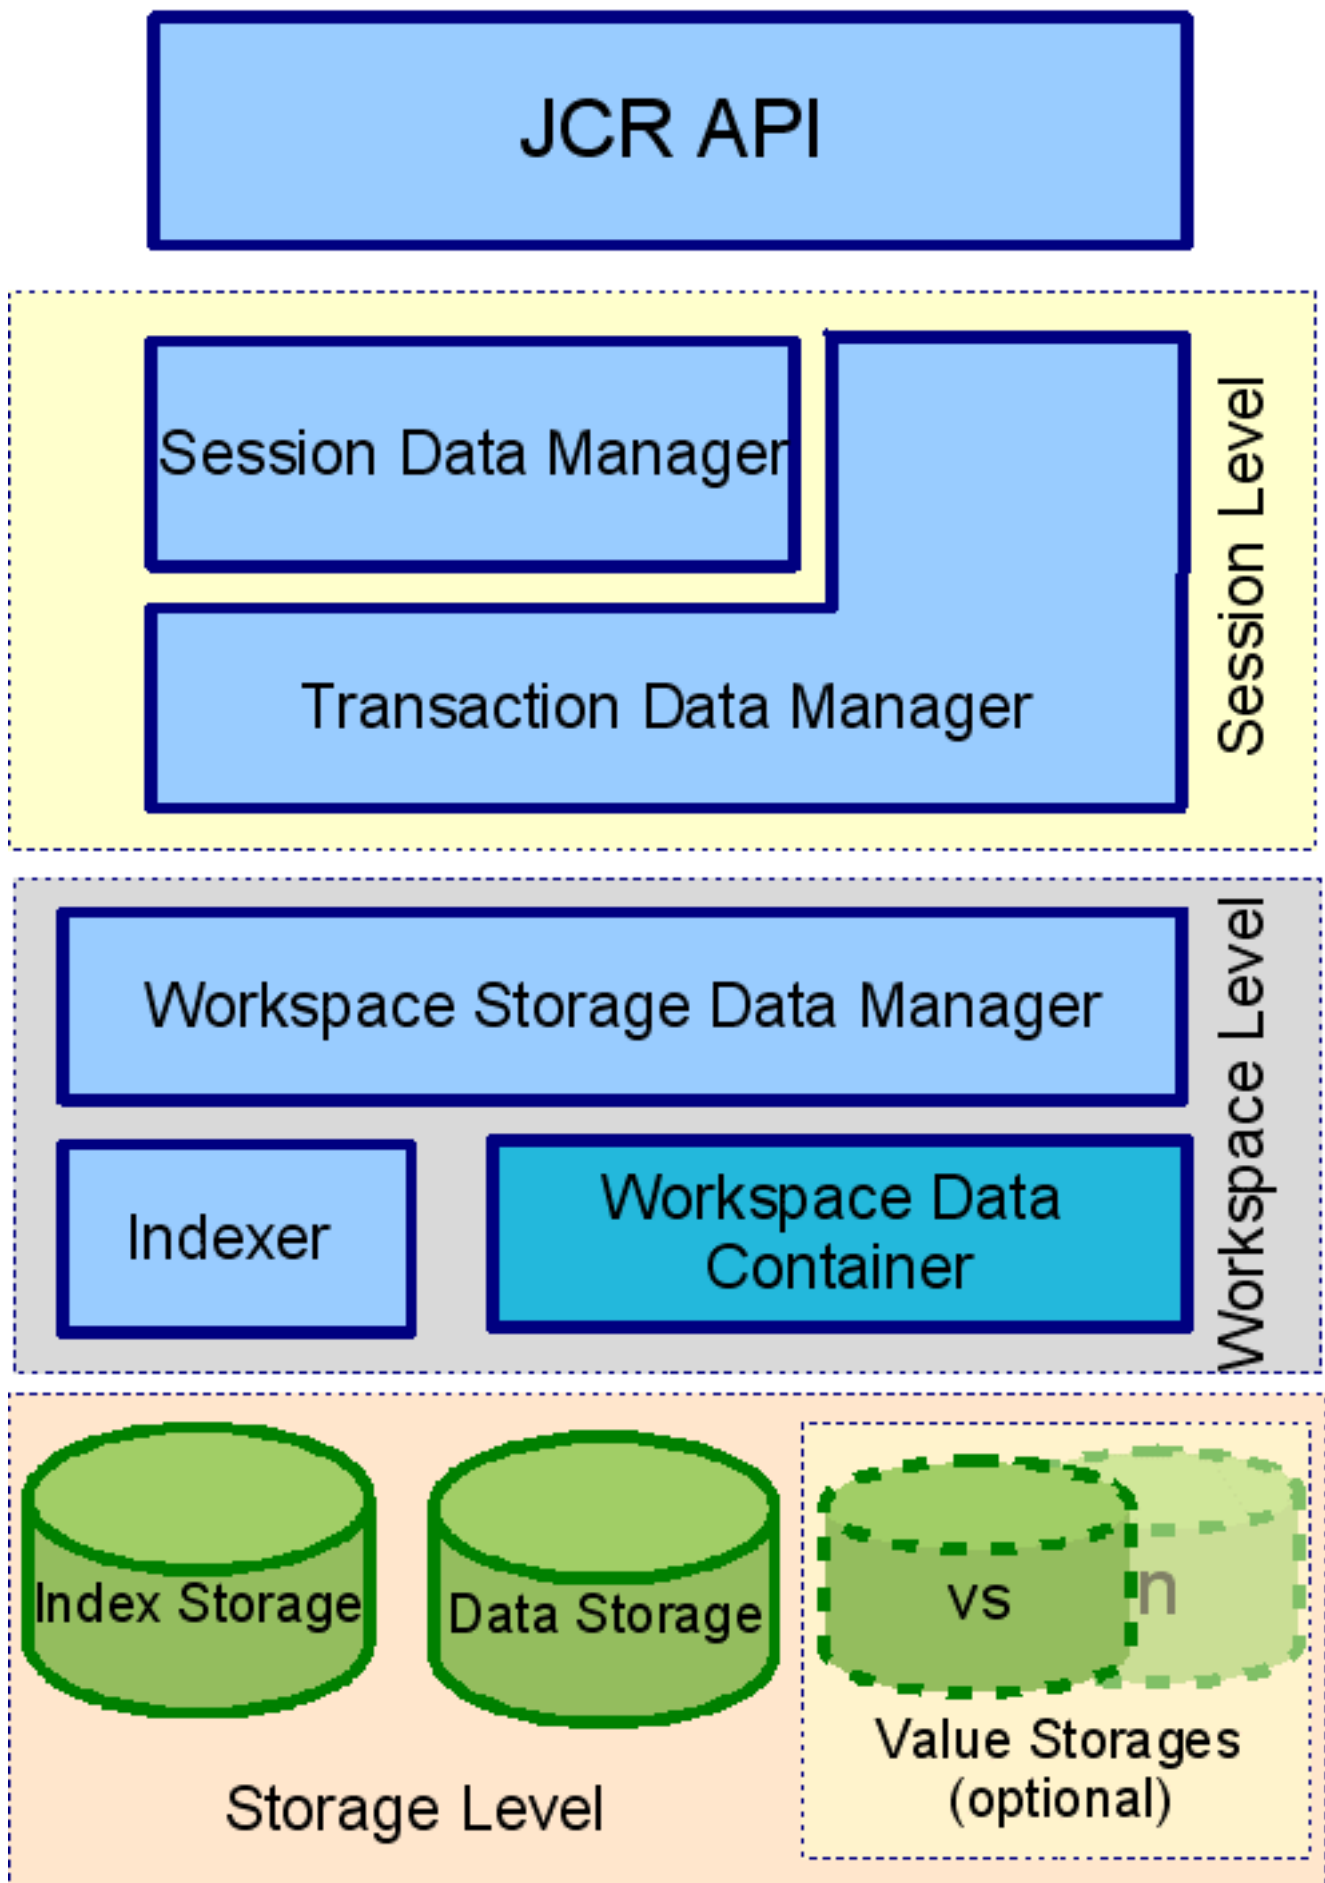 JCR API
Session Data Manager
Transaction Data Manager
Session Level
Workspace Storage Data Manager
Indexer
Workspace Data
Container
Workspace Level
Index Storage
Data Storage
vs
n
Value Storages
(optional)
Storage Level